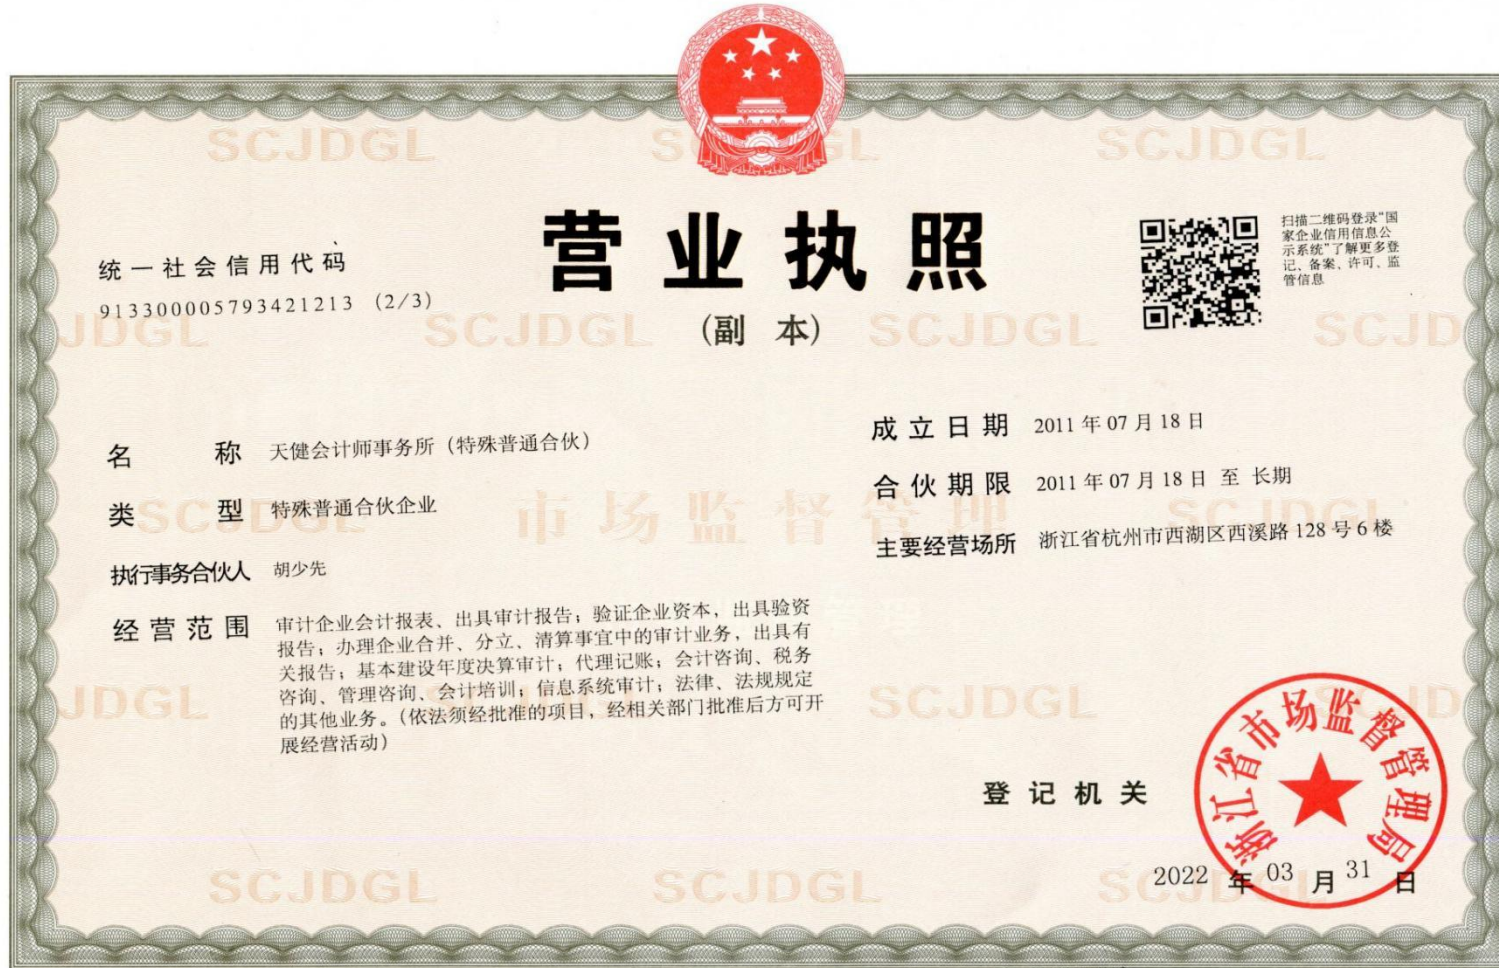 营业执照
(副 本)
统一社会信用代码
913300005793421213 (2/3)
扫描二维码登录“国
家企业信用信息公
示系统”了解更多登
记、备案、许可、监
管信息
名 称 天健会计师事务所（特殊普通合伙）
类 型 特殊普通合伙企业
执行事务合伙人 胡少先
经营范围 审计企业会计报表、出具审计报告；验证企业资本，出具验资
报告；办理企业合并、分立、清算事宜中的审计业务，出具有
关报告；基本建设年度决算审计；代理记账；会计咨询、税务
咨询、管理咨询、会计培训；信息系统审计；法律、法规规定
的其他业务。（依法须经批准的项目，经相关部门批准后方可开
展经营活动）
成立日期 2011年07月18日
合伙期限 2011年07月18日 至 长期
主要经营场所 浙江省杭州市西湖区西溪路128号6楼
登记机关
浙江省市场监督管理局
2022 年 03 月 31 日
SCJDGL
市场监督管理